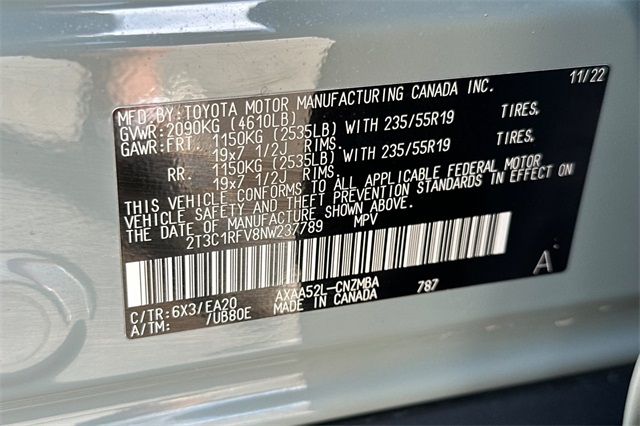 MFD BY:TOYOTA MOTOR MANUFACTURING CANADA INC. 11/22
GVWR:2090KG (4610LB)
GAWR:FRT. 1150KG (2535LB) WITH 235/55R19 TIRES,
19x7 1/2J RIMS.
RR. 1150KG (2535LB) WITH 235/55R19 TIRES,
19x7 1/2J RIMS.
THIS VEHICLE CONFORMS TO ALL APPLICABLE FEDERAL MOTOR
VEHICLE SAFETY AND THEFT PREVENTION STANDARDS IN EFFECT ON
THE DATE OF MANUFACTURE SHOWN ABOVE.
2T3C1RFV8NW237789 MPV
C/TR:6X3/EA20 AXAA52L-CNZMBA 787 A
A/TM: /UB80E MADE IN CANADA